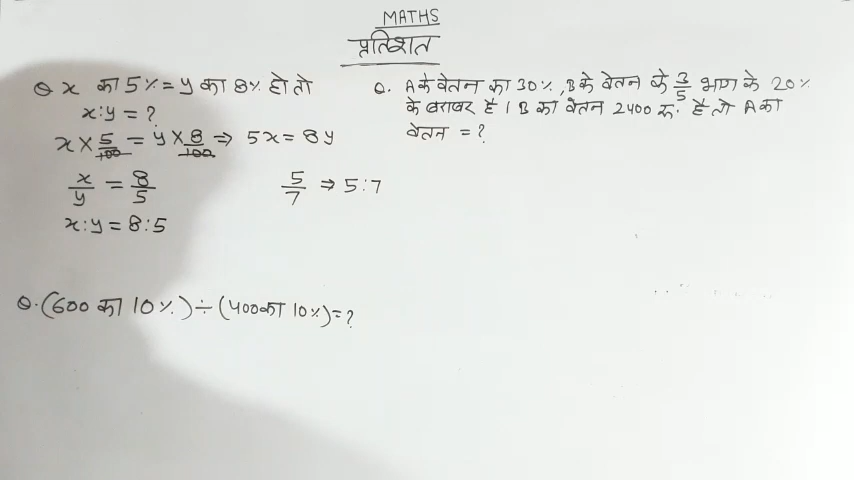 MATHS
प्रतिशत
Q x का 5% = y का 8% हो तो
x:y = ?
x × 5/100 = y × 8/100 ⇒ 5x = 8y
x/y = 8/5
5/7 ⇒ 5:7
x:y = 8:5
Q. (600 का 10%) ÷ (400 का 10%) = ?
Q. A के वेतन का 30%, B के वेतन के 3/5 भाग के 20%
के बराबर है । B का वेतन 2400 रू. है तो A का
वेतन = ?